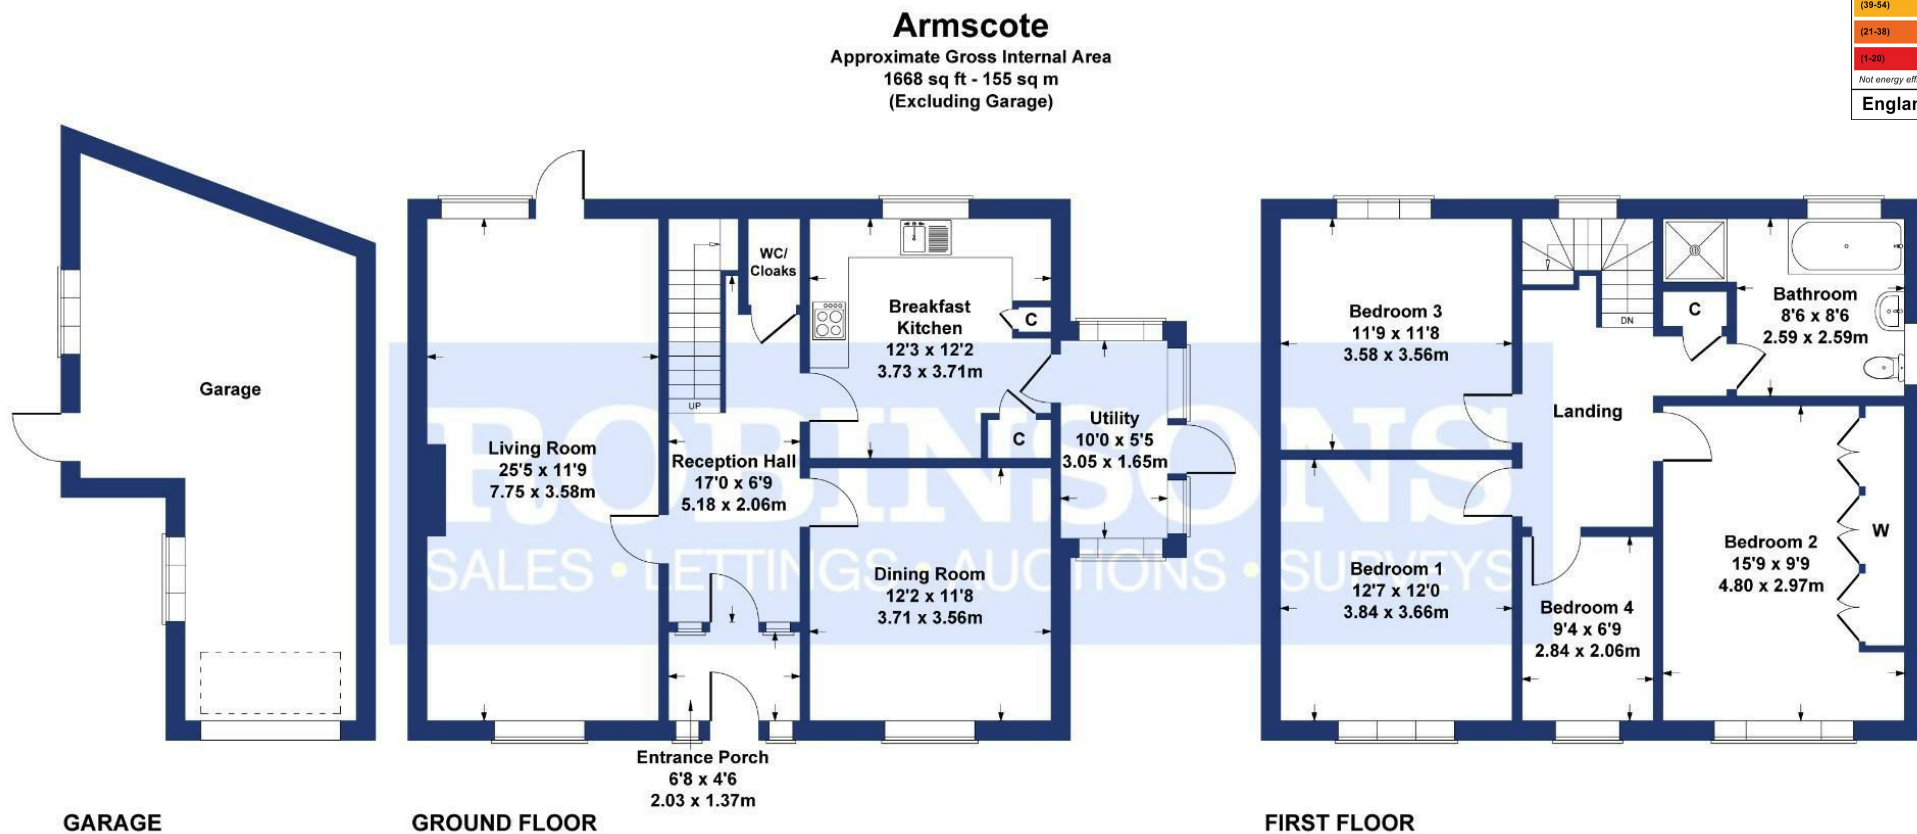 Armscote
Approximate Gross Internal Area
1668 sq ft - 155 sq m
(Excluding Garage)
(39-54)
(21-38)
(1-20)
Not energy eff
Englan
Garage
Living Room
25'5 x 11'9
7.75 x 3.58m
UP
WC/
Cloaks
Reception Hall
17'0 x 6'9
5.18 x 2.06m
Breakfast
Kitchen
12'3 x 12'2
3.73 x 3.71m
C
C
Utility
10'0 x 5'5
3.05 x 1.65m
Dining Room
12'2 x 11'8
3.71 x 3.56m
Entrance Porch
6'8 x 4'6
2.03 x 1.37m
Bedroom 3
11'9 x 11'8
3.58 x 3.56m
DN
C
Bathroom
8'6 x 8'6
2.59 x 2.59m
Landing
Bedroom 1
12'7 x 12'0
3.84 x 3.66m
Bedroom 4
9'4 x 6'9
2.84 x 2.06m
Bedroom 2
15'9 x 9'9
4.80 x 2.97m
W
ROBINSONS
SALES • LETTINGS • AUCTIONS • SURVEYS
GARAGE
GROUND FLOOR
FIRST FLOOR